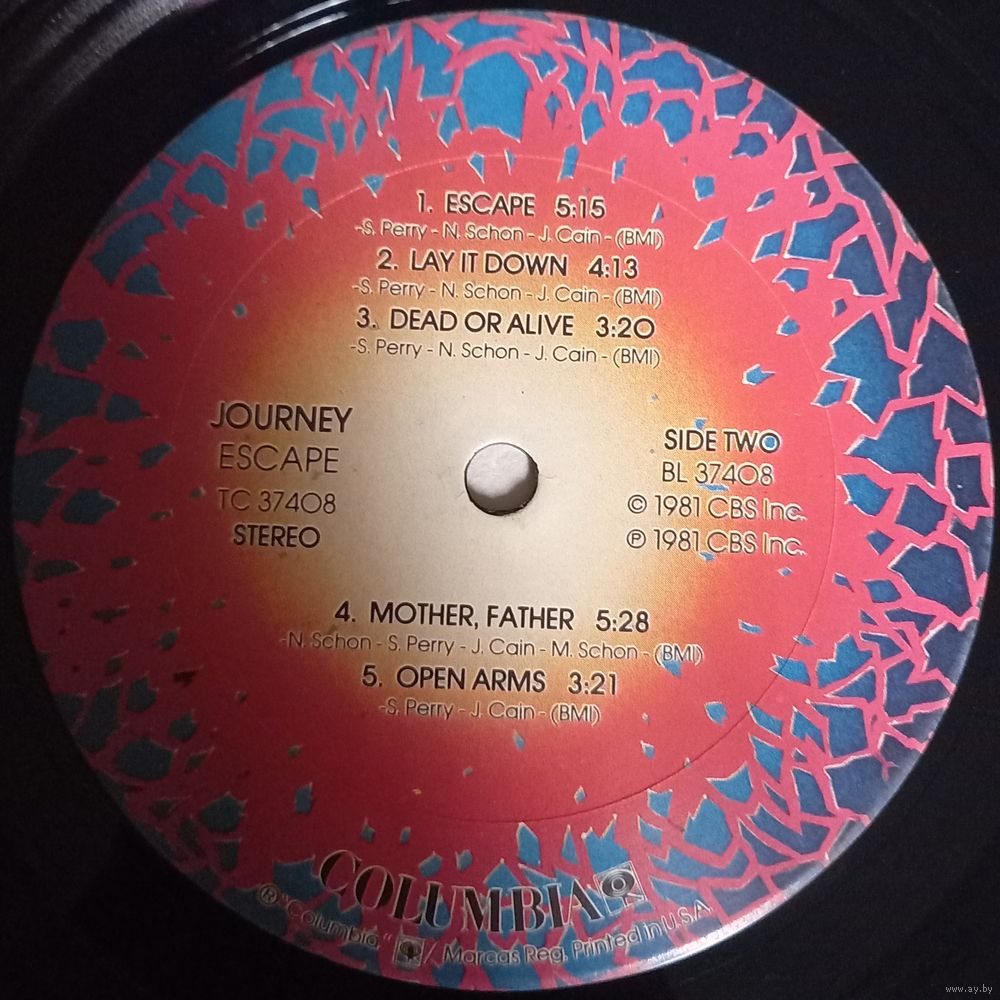 1. ESCAPE 5:15
-S. Perry - N. Schon - J. Cain - (BMI)
2. LAY IT DOWN 4:13
-S. Perry - N. Schon - J. Cain - (BMI)
3. DEAD OR ALIVE 3:20
-S. Perry - N. Schon - J. Cain - (BMI)
JOURNEY
ESCAPE
TC 37408
STEREO
SIDE TWO
BL 37408
© 1981 CBS Inc.
℗ 1981 CBS Inc.
4. MOTHER, FATHER 5:28
-N. Schon - S. Perry - J. Cain - M. Schon - (BMI)
5. OPEN ARMS 3:21
-S. Perry - J. Cain - (BMI)
COLUMBIA
® "Columbia," / Marcas Reg. Printed in U.S.A.
www.ay.by